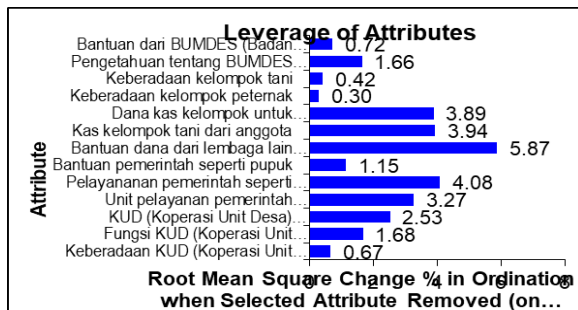 Leverage of Attributes
Bantuan dari BUMDES (Badan... 0.72
Pengetahuan tentang BUMDES... 1.66
Keberadaan kelompok tani 0.42
Keberadaan kelompok peternak 0.30
Dana kas kelompok untuk... 3.89
Kas kelompok tani dari anggota 3.94
Bantuan dana dari lembaga lain 5.87
Bantuan pemerintah seperti pupuk 1.15
Pelayananan pemerintah seperti... 4.08
Unit pelayanan pemerintah 3.27
KUD (Koperasi Unit Desa) 2.53
Fungsi KUD (Koperasi Unit... 1.68
Keberadaan KUD (Koperasi Unit... 0.67
Attribute
0 2 4 6 8
Root Mean Square Change % in Ordination
when Selected Attribute Removed (on...